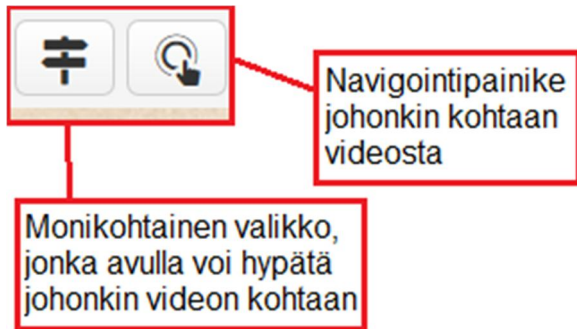 Navigointipainike
johonkin kohtaan
videosta
Monikohtainen valikko,
jonka avulla voi hypätä
johonkin videon kohtaan